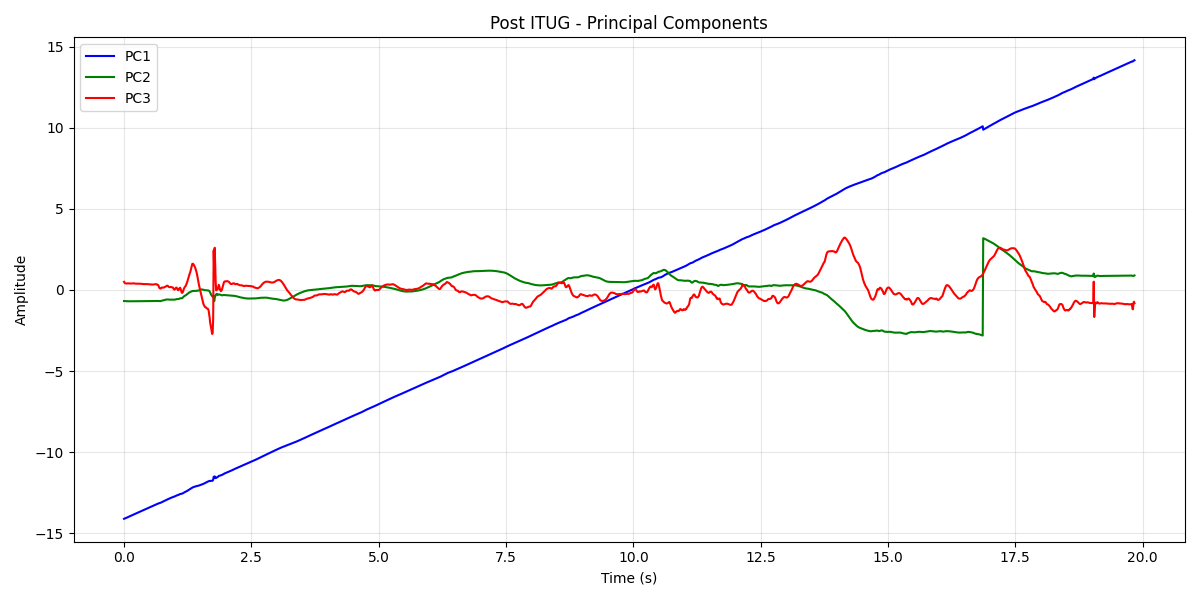 Post ITUG - Principal Components
PC1
PC2
PC3
15
10
5
0
−5
−10
−15
Amplitude
0.0 2.5 5.0 7.5 10.0 12.5 15.0 17.5 20.0
Time (s)